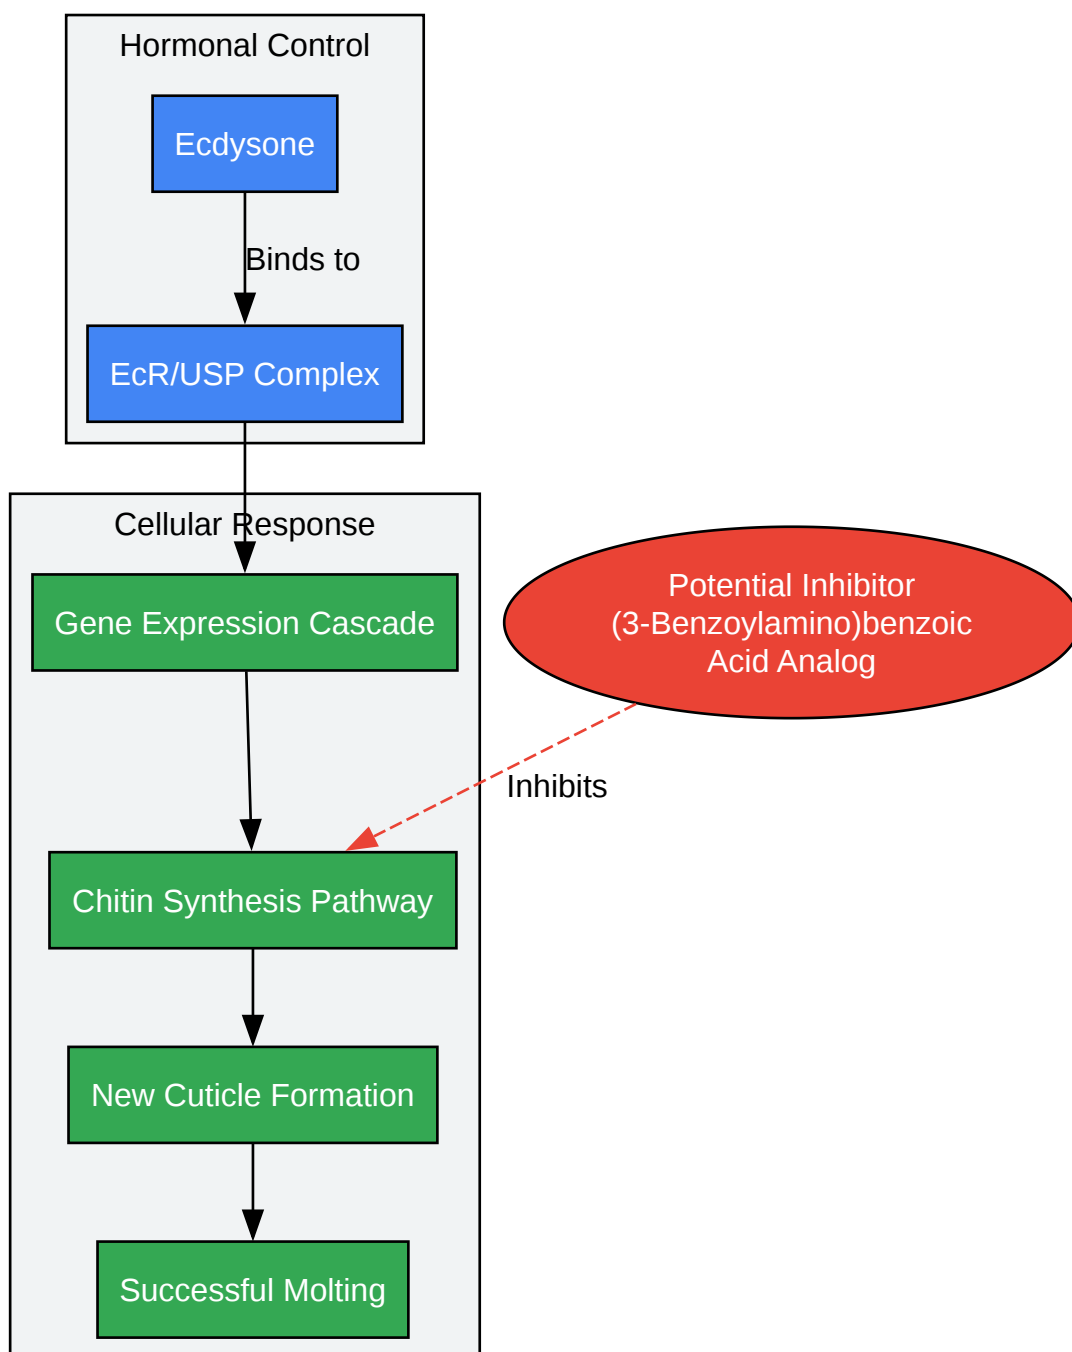 Hormonal Control
Ecdysone
Binds to
EcR/USP Complex
Cellular Response
Gene Expression Cascade
Potential Inhibitor
(3-Benzoylamino)benzoic
Acid Analog
Inhibits
Chitin Synthesis Pathway
New Cuticle Formation
Successful Molting